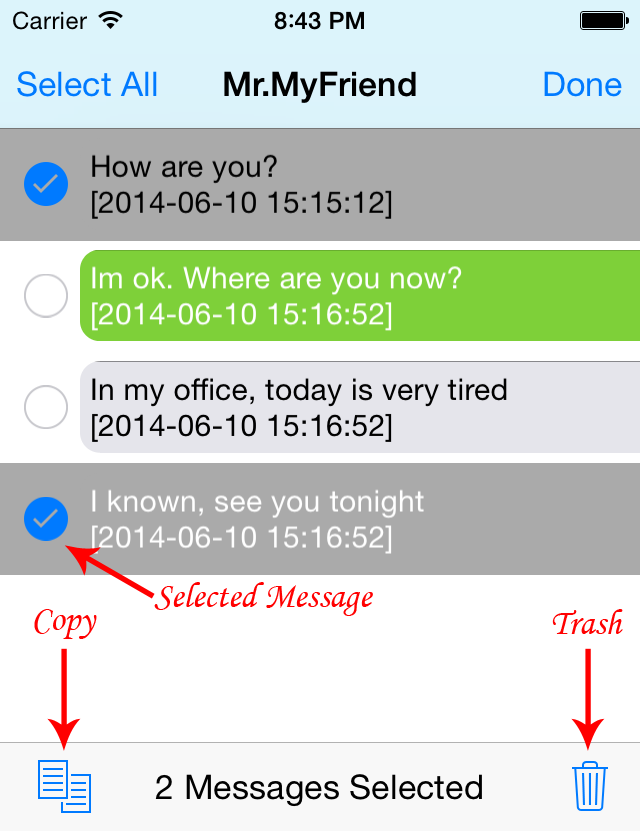 Carrier 8:43 PM
Select All Mr.MyFriend Done
How are you?
[2014-06-10 15:15:12]
Im ok. Where are you now?
[2014-06-10 15:16:52]
In my office, today is very tired
[2014-06-10 15:16:52]
I known, see you tonight
[2014-06-10 15:16:52]
Selected Message
Copy Trash
2 Messages Selected